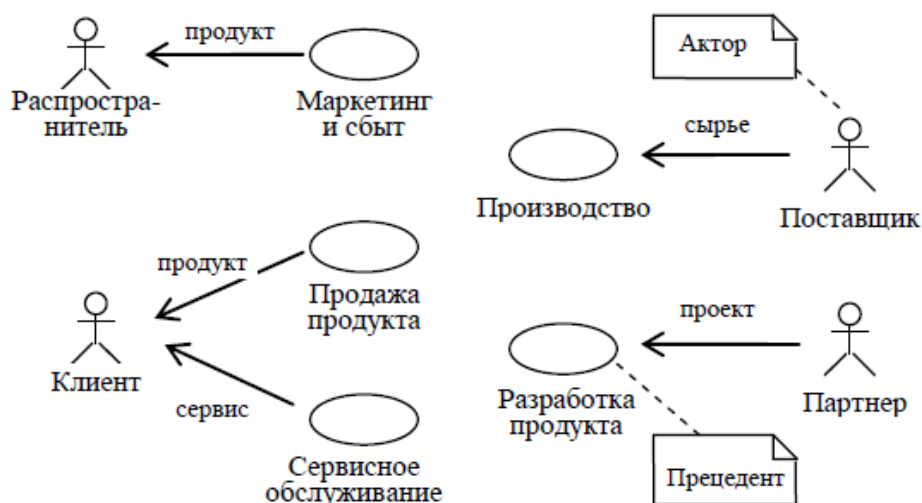 продукт
Распростра-
нитель
Маркетинг
и сбыт
Актор
сырье
Производство
Поставщик
продукт
Продажа
продукта
Клиент
сервис
Сервисное
обслуживание
проект
Разработка
продукта
Партнер
Прецедент